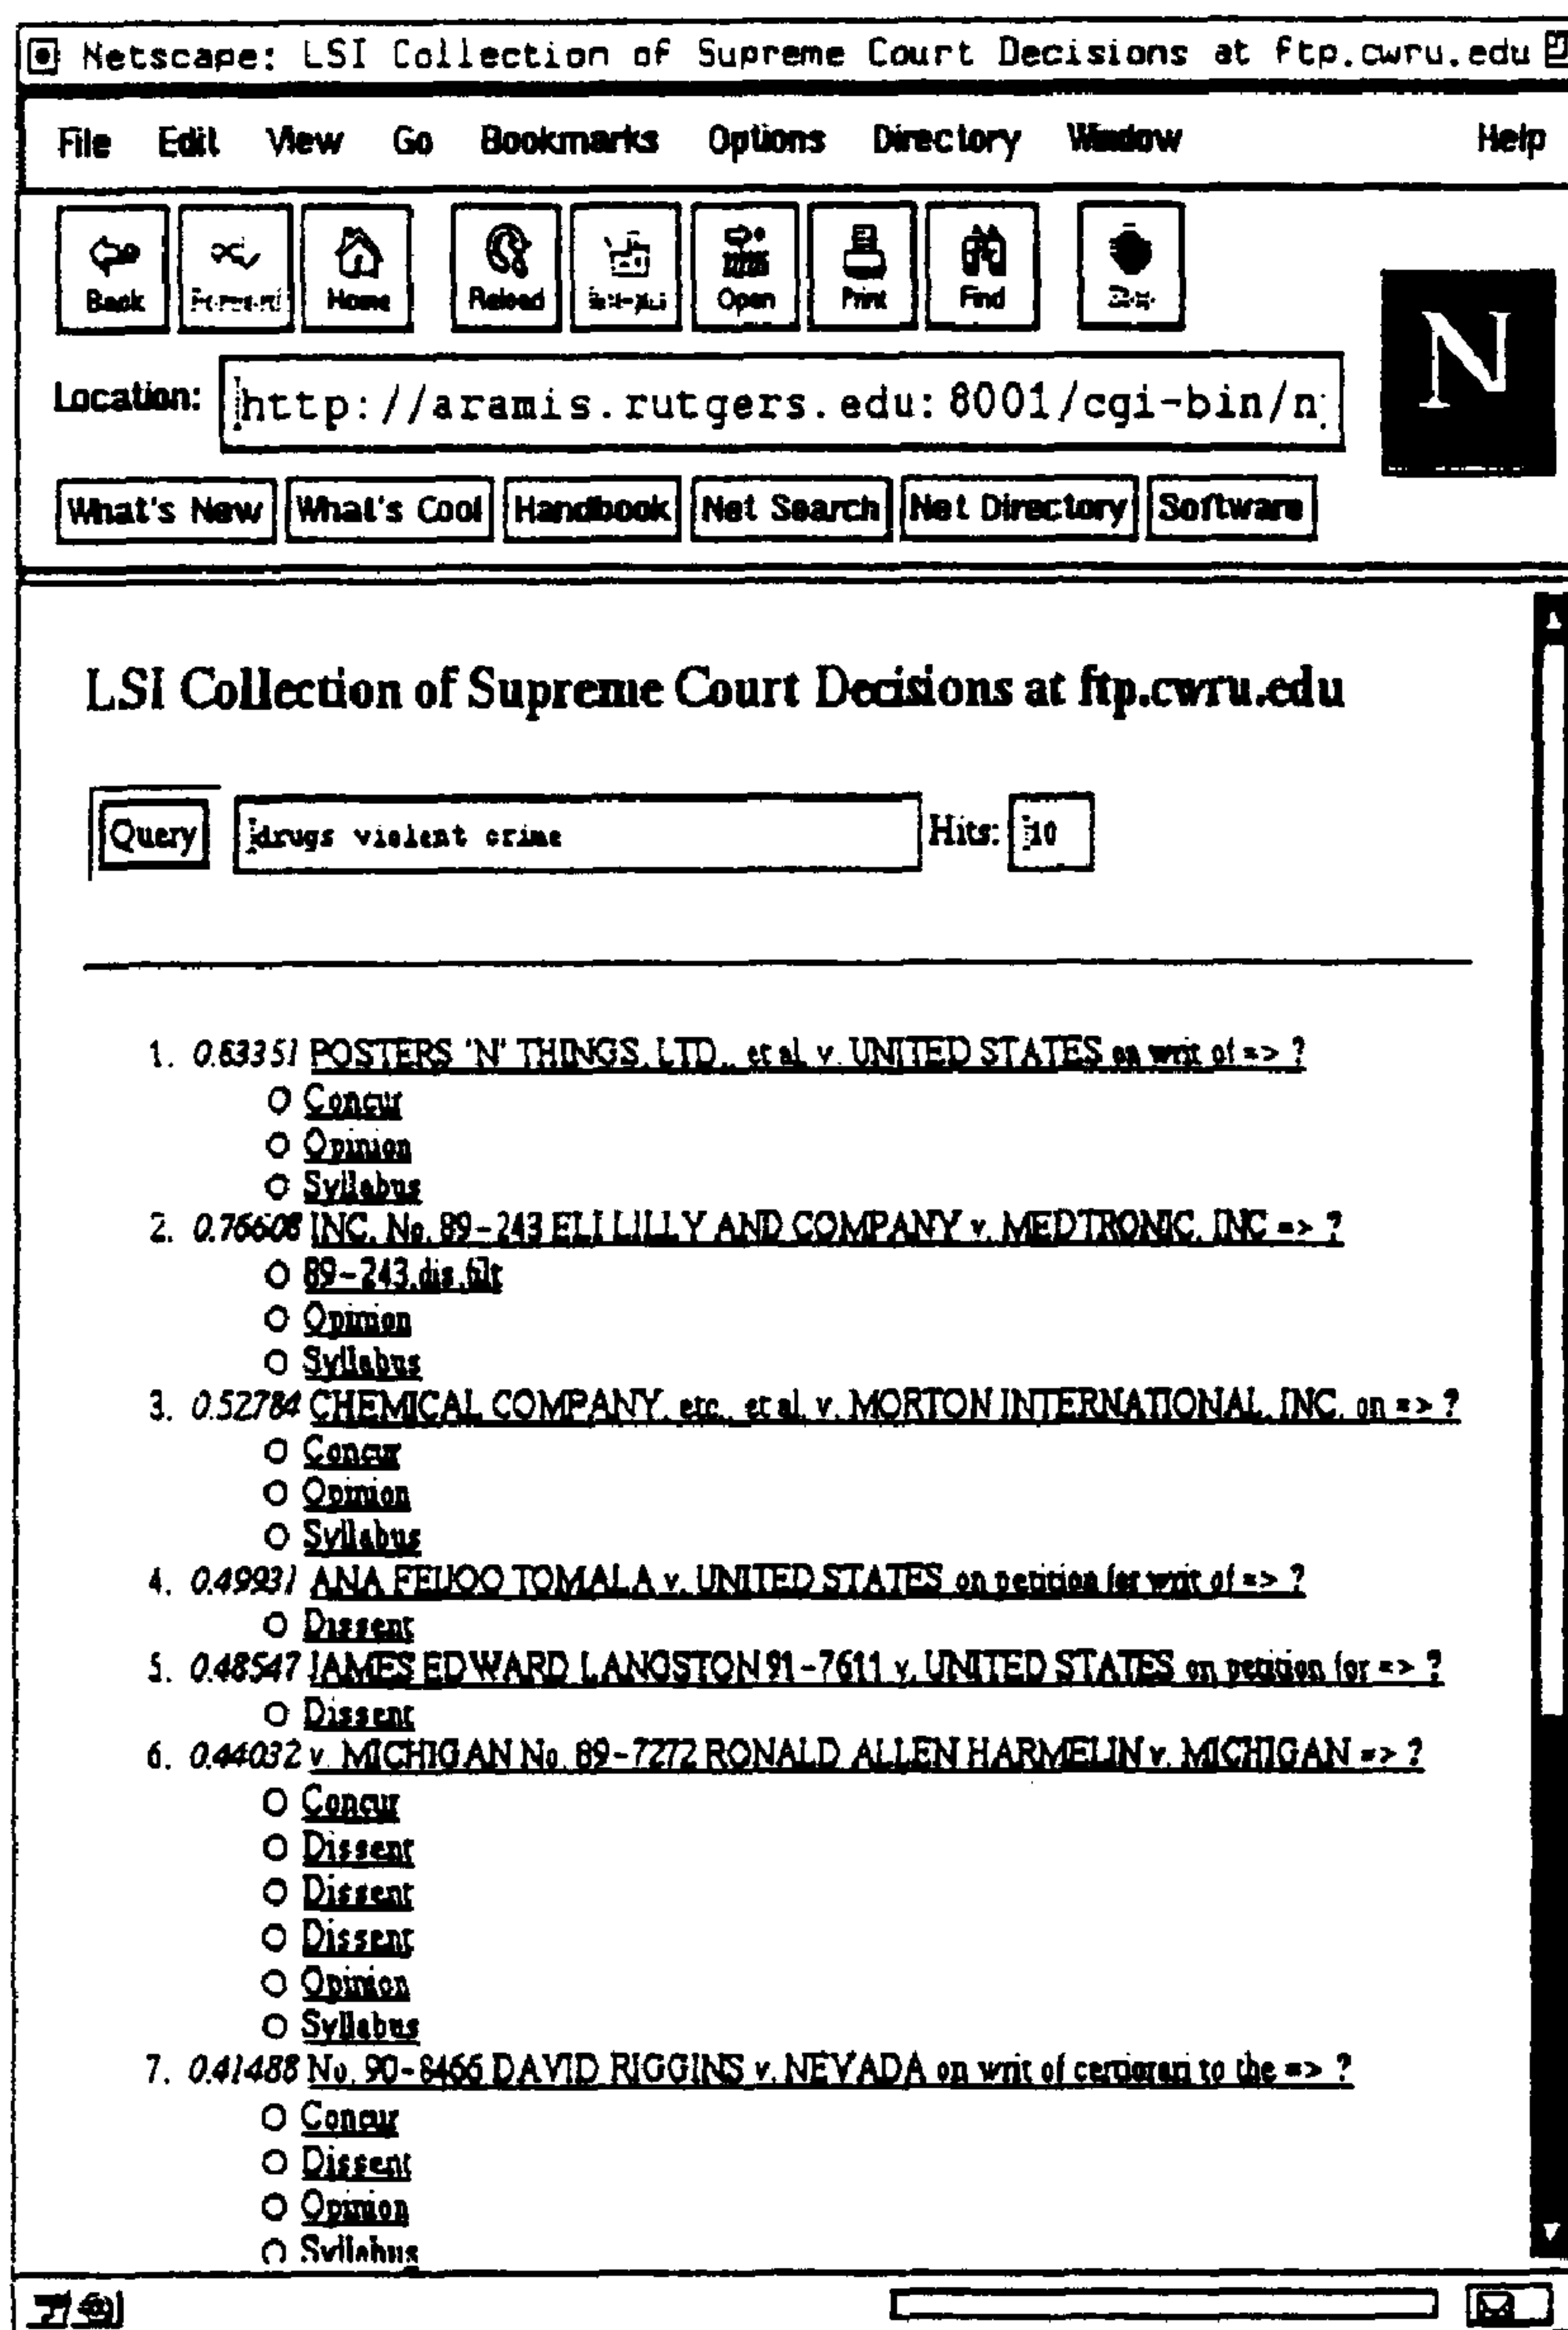 Netscape: LSI Collection of Supreme Court Decisions at ftp.cwru.edu
File Edit View Go Bookmarks Options Directory Window Help
Back Forward Home Reload Open Print Find
Location: http://aramis.rutgers.edu:8001/cgi-bin/n
N
What's New What's Cool Handbook Net Search Net Directory Software
LSI Collection of Supreme Court Decisions at ftp.cwru.edu
Query drugs violent crime Hits: 10
1. 0.83351 POSTERS 'N' THINGS, LTD., et al. v. UNITED STATES on writ of => ?
Concur
Opinion
Syllabus
2. 0.76608 INC. No. 89-243 ELI LILLY AND COMPANY v. MEDTRONIC, INC => ?
89-243.dis.filt
Opinion
Syllabus
3. 0.52784 CHEMICAL COMPANY, etc., et al. v. MORTON INTERNATIONAL, INC. on => ?
Concur
Opinion
Syllabus
4. 0.49931 ANA FEIJOO TOMALA v. UNITED STATES on petition for writ of => ?
Dissent
5. 0.48547 JAMES EDWARD LANGSTON 91-7611 v. UNITED STATES on petition for => ?
Dissent
6. 0.44032 v. MICHIGAN No. 89-7272 RONALD ALLEN HARMELIN v. MICHIGAN => ?
Concur
Dissent
Dissent
Dissent
Opinion
Syllabus
7. 0.41488 No. 90-8466 DAVID RIGGINS v. NEVADA on writ of certiorari to the => ?
Concur
Dissent
Opinion
Syllabus